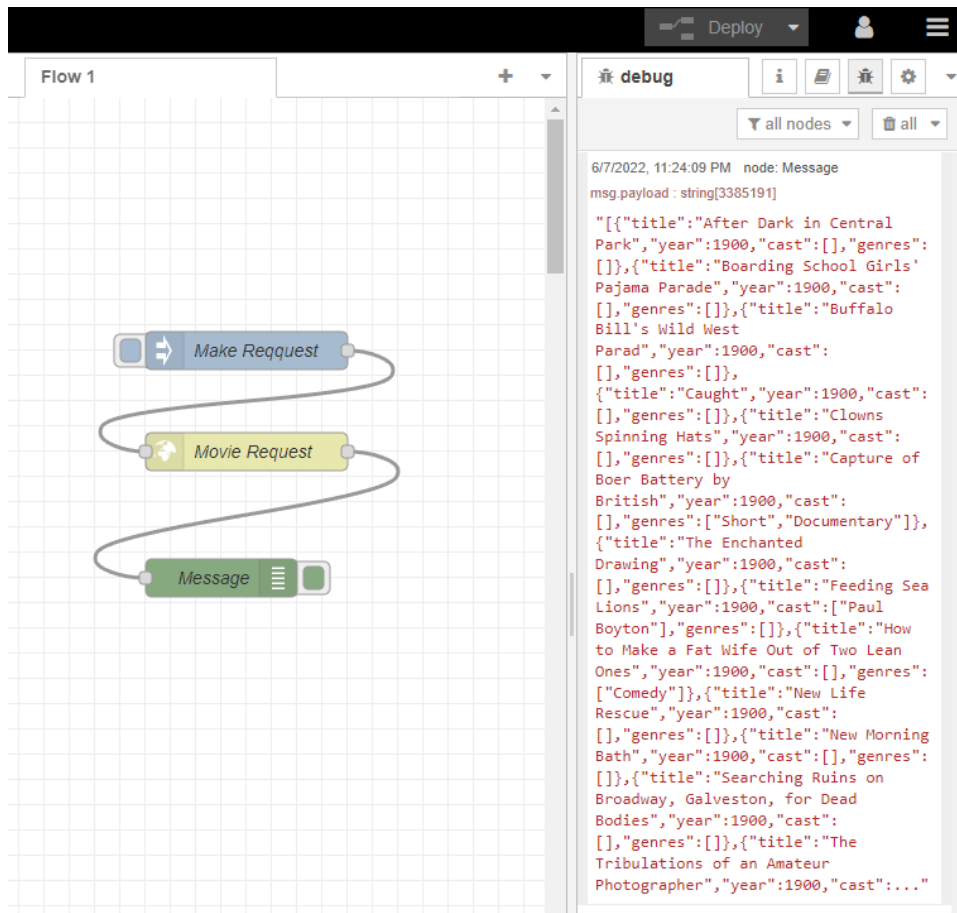 Deploy
Flow 1
+
debug
i
all nodes
all
Make Reqquest
Movie Request
Message
6/7/2022, 11:24:09 PM node: Message
msg.payload : string[3385191]
"[{"title":"After Dark in Central
Park","year":1900,"cast":[],"genres":
[]},{"title":"Boarding School Girls'
Pajama Parade","year":1900,"cast":
[],"genres":[]},{"title":"Buffalo
Bill's Wild West
Parad","year":1900,"cast":
[],"genres":[]},
{"title":"Caught","year":1900,"cast":
[],"genres":[]},{"title":"Clowns
Spinning Hats","year":1900,"cast":
[],"genres":[]},{"title":"Capture of
Boer Battery by
British","year":1900,"cast":
[],"genres":["Short","Documentary"]},
{"title":"The Enchanted
Drawing","year":1900,"cast":
[],"genres":[]},{"title":"Feeding Sea
Lions","year":1900,"cast":["Paul
Boyton"],"genres":[]},{"title":"How
to Make a Fat Wife Out of Two Lean
Ones","year":1900,"cast":[],"genres":
["Comedy"]},{"title":"New Life
Rescue","year":1900,"cast":
[],"genres":[]},{"title":"New Morning
Bath","year":1900,"cast":[],"genres":
[]},{"title":"Searching Ruins on
Broadway, Galveston, for Dead
Bodies","year":1900,"cast":
[],"genres":[]},{"title":"The
Tribulations of an Amateur
Photographer","year":1900,"cast":..."